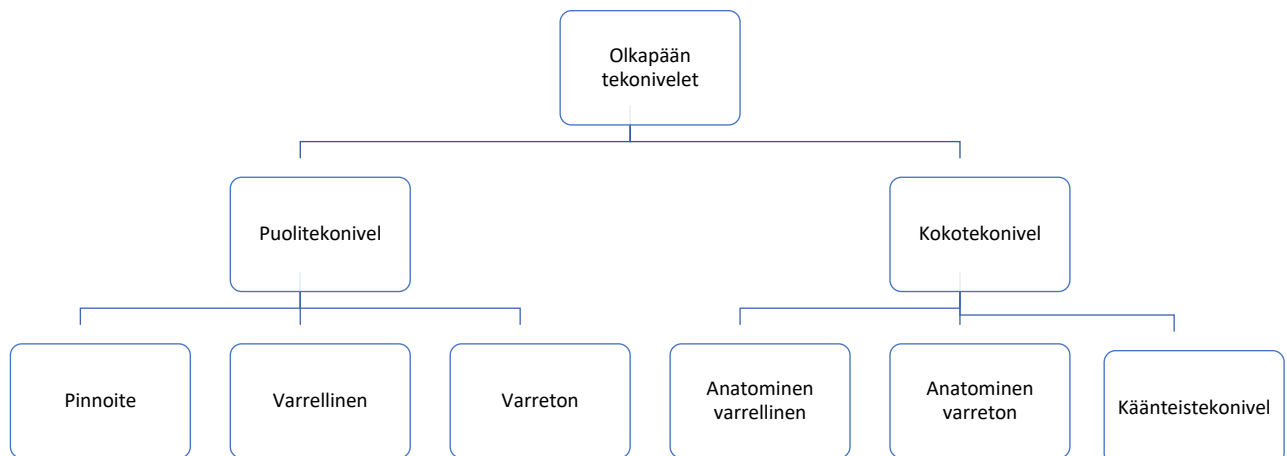 Olkapään
tekonivelet
Puolitekonivel
Kokotekonivel
Pinnoite
Varrellinen
Varreton
Anatominen
varrellinen
Anatominen
varreton
Käänteistekonivel